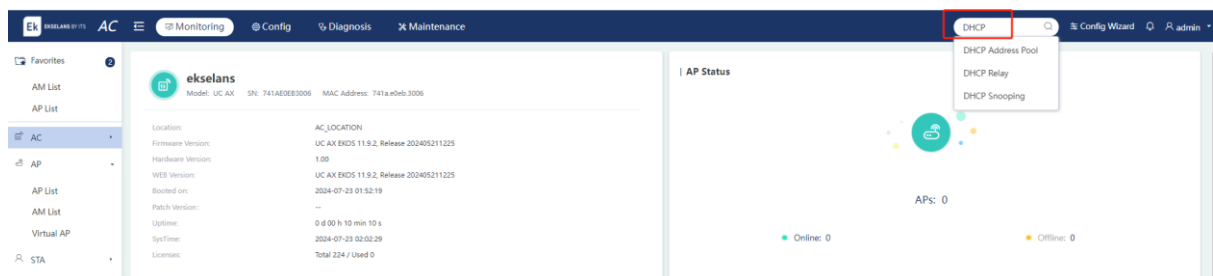 Ek EKSELANS BY ITS AC Monitoring Config Diagnosis Maintenance DHCP Config Wizard admin
DHCP Address Pool
DHCP Relay
DHCP Snooping
Favorites 2
AM List
AP List
AC
AP
AP List
AM List
Virtual AP
STA
ekselans
Model: UC AX SN: 741AE0EB3006 MAC Address: 741a.e0eb.3006
Location: AC_LOCATION
Firmware Version: UC AX EKOS 11.9.2, Release 202405211225
Hardware Version: 1.00
WEB Version: UC AX EKOS 11.9.2, Release 202405211225
Booted on: 2024-07-23 01:52:19
Patch Version:: --
Uptime: 0 d 00 h 10 min 10 s
SysTime: 2024-07-23 02:02:29
Licenses: Total 224 / Used 0
AP Status
APs: 0
Online: 0 Offline: 0